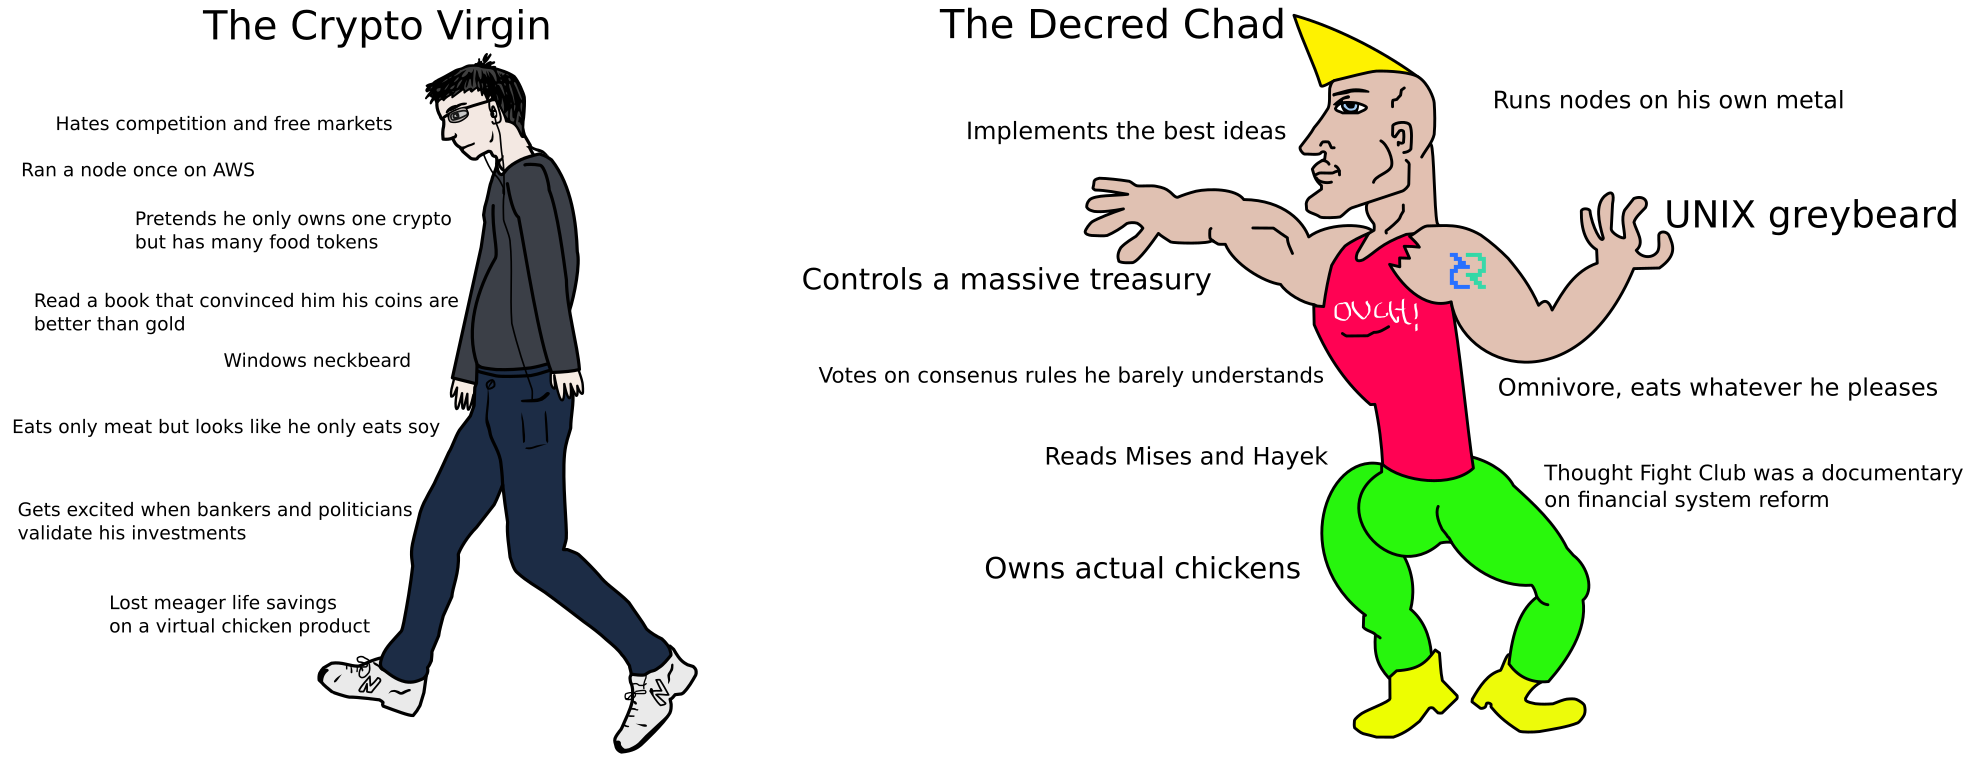 The Crypto Virgin
Hates competition and free markets
Ran a node once on AWS
Pretends he only owns one crypto
but has many food tokens
Read a book that convinced him his coins are
better than gold
Windows neckbeard
Eats only meat but looks like he only eats soy
Gets excited when bankers and politicians
validate his investments
Lost meager life savings
on a virtual chicken product
N
N
The Decred Chad
Runs nodes on his own metal
Implements the best ideas
UNIX greybeard
Controls a massive treasury
OUCH!
Votes on consenus rules he barely understands
Omnivore, eats whatever he pleases
Reads Mises and Hayek
Thought Fight Club was a documentary
on financial system reform
Owns actual chickens